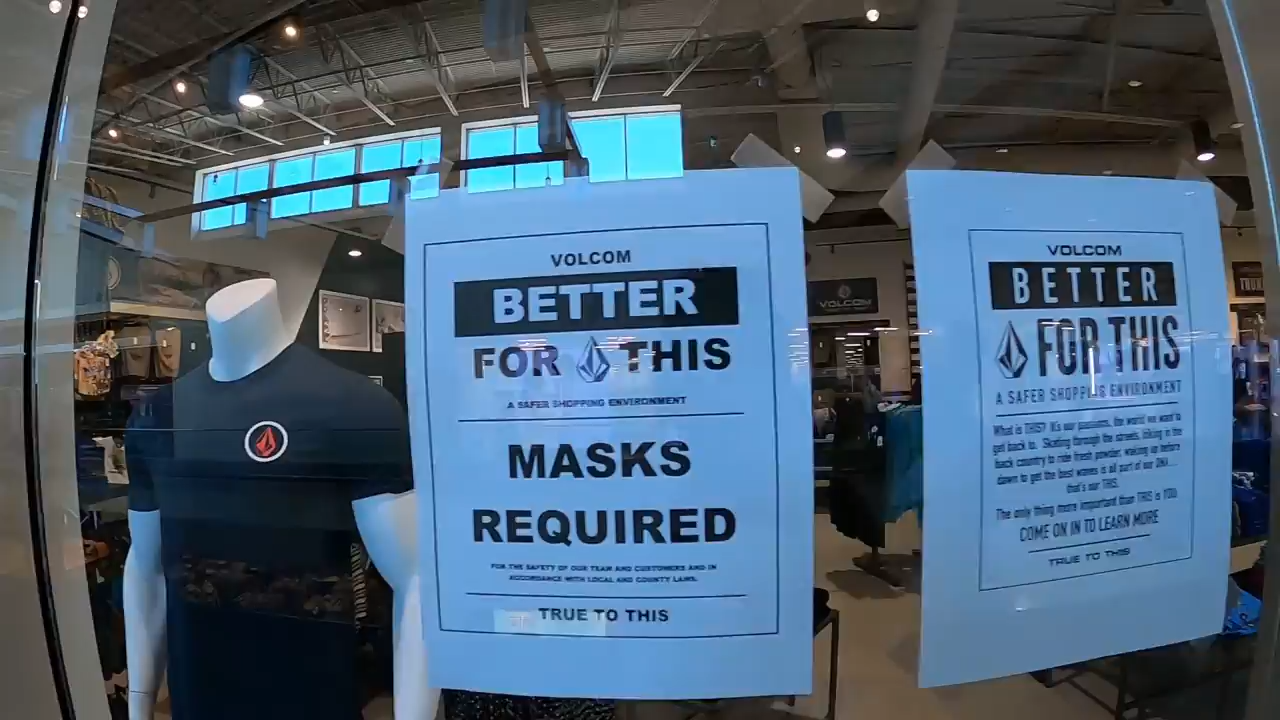 VOLCOM
BETTER
FOR THIS
A SAFER SHOPPING ENVIRONMENT
MASKS
REQUIRED
FOR THE SAFETY OF OUR TEAM AND CUSTOMERS AND IN
ACCORDANCE WITH LOCAL AND COUNTY LAWS.
TRUE TO THIS
VOLCOM
VOLCOM
BETTER
FOR THIS
A SAFER SHOPPING ENVIRONMENT
What is THIS? It's our passions, the world we want to
get back to. Skating through the streets, hiking in the
back country to ride fresh powder, waking up before
dawn to get the best waves is all part of our DNA...
that's our THIS.
The only thing more important than THIS is YOU.
COME ON IN TO LEARN MORE
TRUE TO THIS